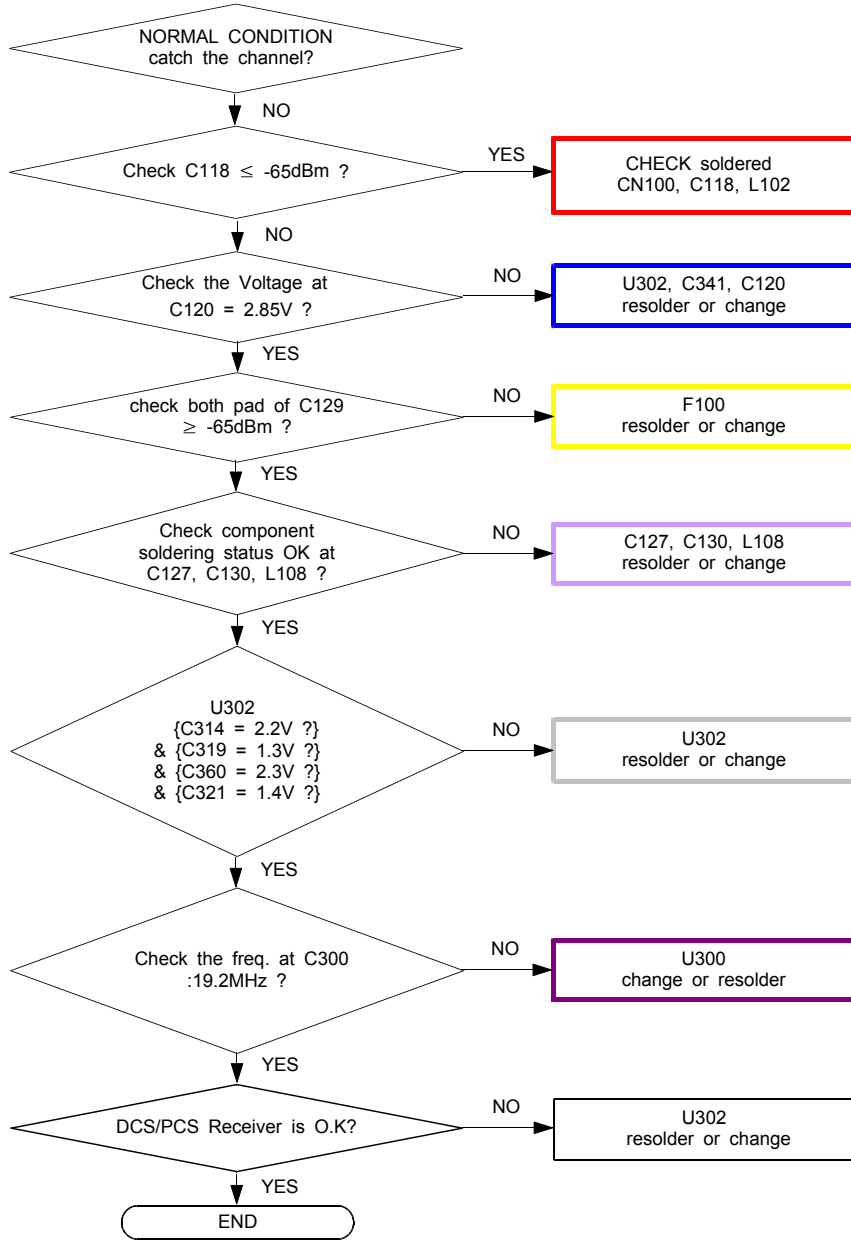 NORMAL CONDITION
catch the channel?
NO
Check C118 ≤ -65dBm ?
YES
CHECK soldered
CN100, C118, L102
NO
Check the Voltage at
C120 = 2.85V ?
NO
U302, C341, C120
resolder or change
YES
check both pad of C129
≥ -65dBm ?
NO
F100
resolder or change
YES
Check component
soldering status OK at
C127, C130, L108 ?
NO
C127, C130, L108
resolder or change
YES
U302
{C314 = 2.2V ?}
& {C319 = 1.3V ?}
& {C360 = 2.3V ?}
& {C321 = 1.4V ?}
NO
U302
resolder or change
YES
Check the freq. at C300
:19.2MHz ?
NO
U300
change or resolder
YES
DCS/PCS Receiver is O.K?
NO
U302
resolder or change
YES
END